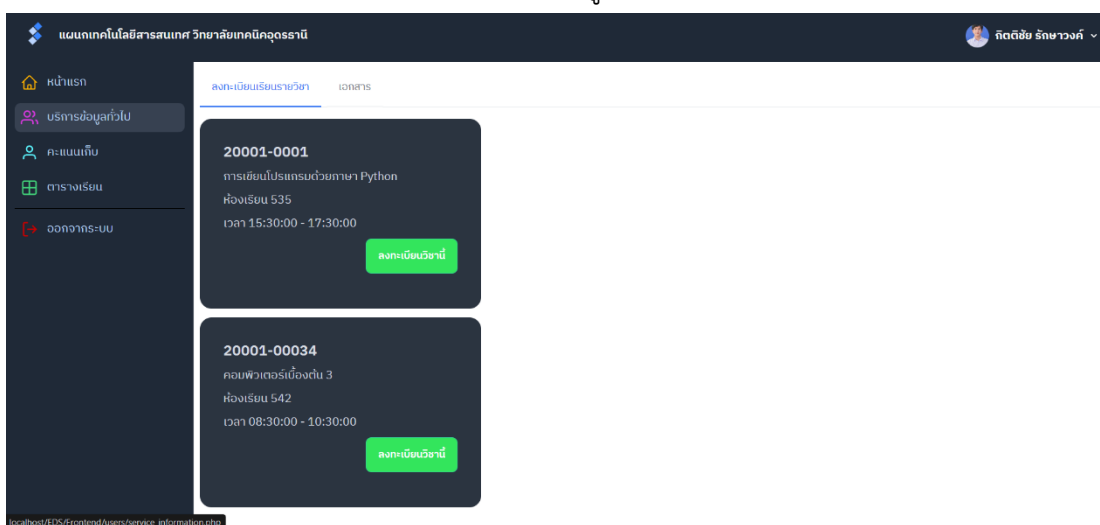 แผนกเทคโนโลยีสารสนเทศ วิทยาลัยเทคนิคอุดรธานี
กิตติชัย รักษาวงค์
หน้าแรก
บริการข้อมูลทั่วไป
คะแนนเก็บ
ตารางเรียน
ออกจากระบบ
ลงทะเบียนเรียนรายวิชา
เอกสาร
20001-0001
การเขียนโปรแกรมด้วยภาษา Python
ห้องเรียน 535
เวลา 15:30:00 - 17:30:00
ลงทะเบียนวิชานี้
20001-00034
คอมพิวเตอร์เบื้องต้น 3
ห้องเรียน 542
เวลา 08:30:00 - 10:30:00
ลงทะเบียนวิชานี้
localhost/EDS/Frontend/users/service_information.php